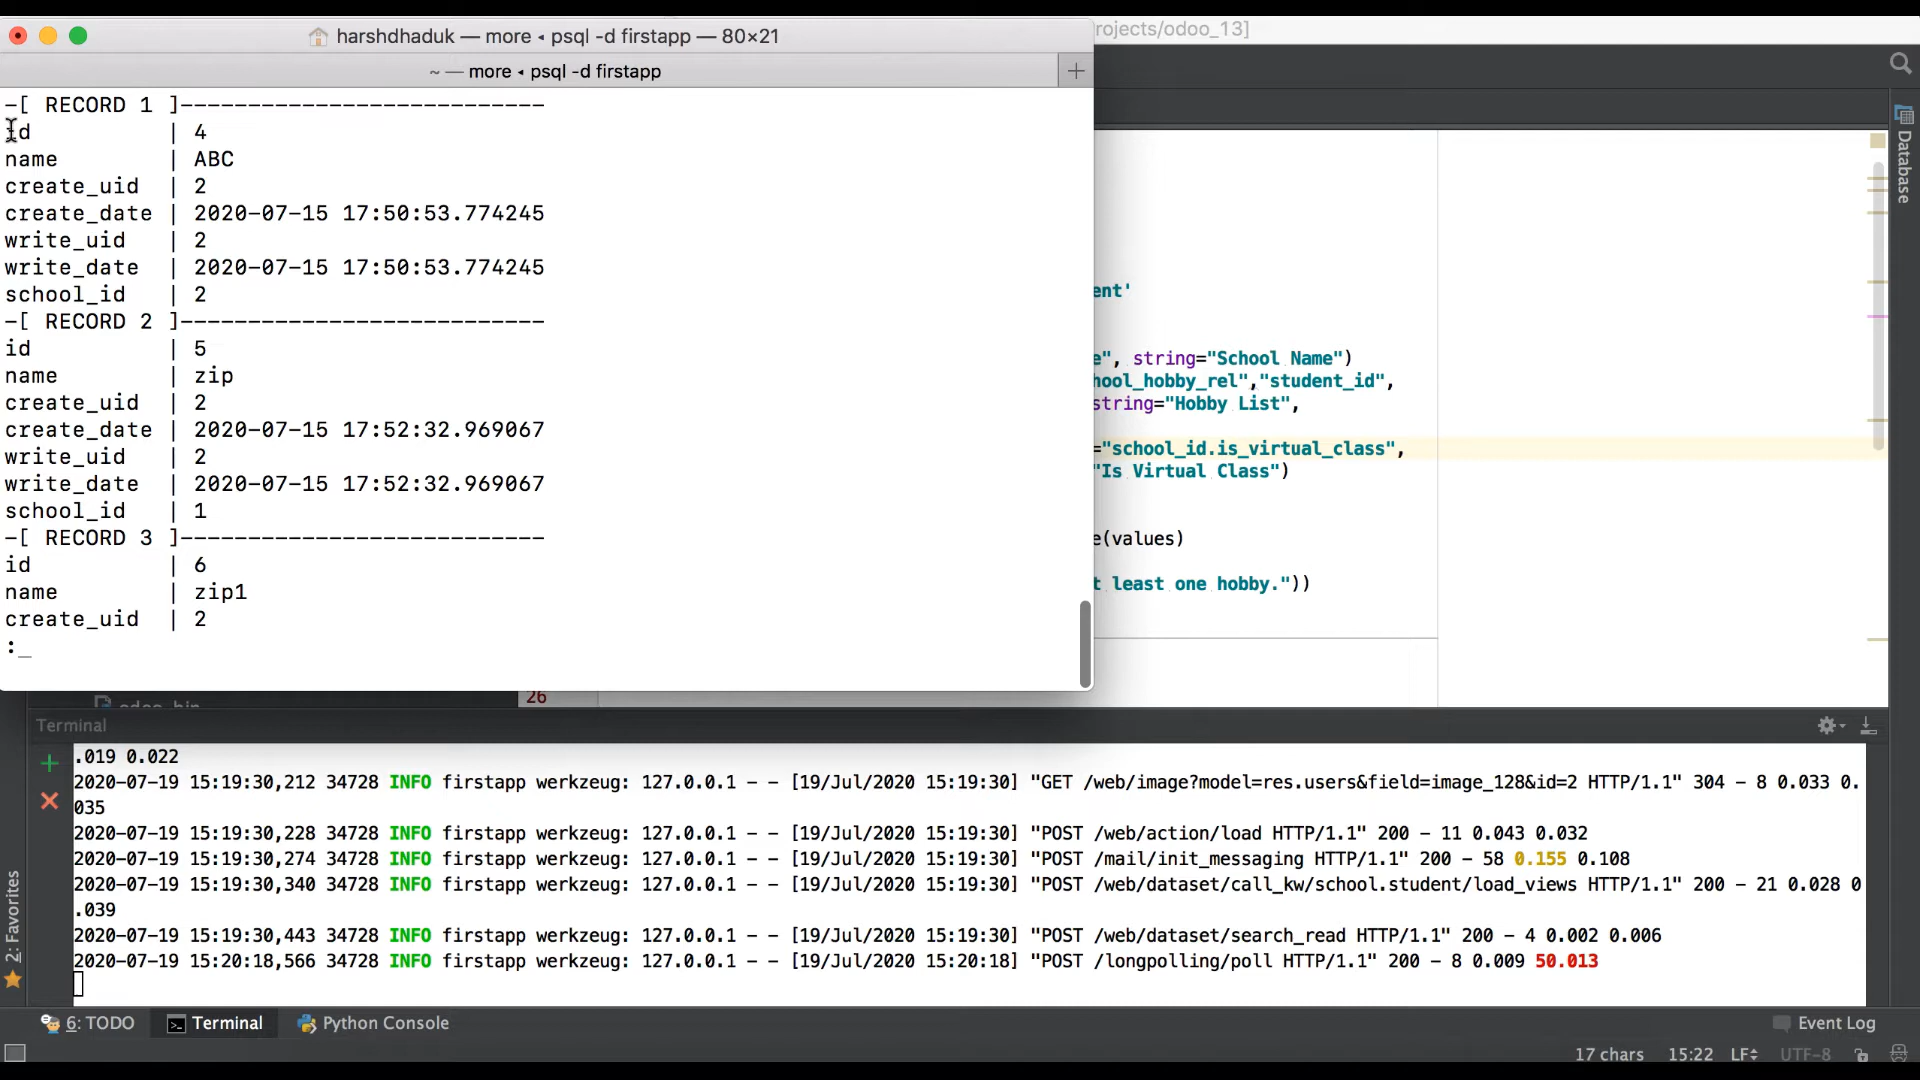 harshdhaduk — more ◂ psql -d firstapp — 80×21
rojects/odoo_13]
~ — more ◂ psql -d firstapp
-[ RECORD 1 ]---------------------------
id          | 4
name        | ABC
create_uid  | 2
create_date | 2020-07-15 17:50:53.774245
write_uid   | 2
write_date  | 2020-07-15 17:50:53.774245
school_id   | 2
-[ RECORD 2 ]---------------------------
id          | 5
name        | zip
create_uid  | 2
create_date | 2020-07-15 17:52:32.969067
write_uid   | 2
write_date  | 2020-07-15 17:52:32.969067
school_id   | 1
-[ RECORD 3 ]---------------------------
id          | 6
name        | zip1
create_uid  | 2
:_
ent'
e", string="School Name")
hool_hobby_rel","student_id",
string="Hobby List",
="school_id.is_virtual_class",
"Is Virtual Class")
e(values)
t least one hobby."))
Database
26
Terminal
.019 0.022
2020-07-19 15:19:30,212 34728 INFO firstapp werkzeug: 127.0.0.1 - - [19/Jul/2020 15:19:30] "GET /web/image?model=res.users&field=image_128&id=2 HTTP/1.1" 304 - 8 0.033 0.
035
2020-07-19 15:19:30,228 34728 INFO firstapp werkzeug: 127.0.0.1 - - [19/Jul/2020 15:19:30] "POST /web/action/load HTTP/1.1" 200 - 11 0.043 0.032
2020-07-19 15:19:30,274 34728 INFO firstapp werkzeug: 127.0.0.1 - - [19/Jul/2020 15:19:30] "POST /mail/init_messaging HTTP/1.1" 200 - 58 0.155 0.108
2020-07-19 15:19:30,340 34728 INFO firstapp werkzeug: 127.0.0.1 - - [19/Jul/2020 15:19:30] "POST /web/dataset/call_kw/school.student/load_views HTTP/1.1" 200 - 21 0.028 0
.039
2020-07-19 15:19:30,443 34728 INFO firstapp werkzeug: 127.0.0.1 - - [19/Jul/2020 15:19:30] "POST /web/dataset/search_read HTTP/1.1" 200 - 4 0.002 0.006
2020-07-19 15:20:18,566 34728 INFO firstapp werkzeug: 127.0.0.1 - - [19/Jul/2020 15:20:18] "POST /longpolling/poll HTTP/1.1" 200 - 8 0.009 50.013
2: Favorites
6: TODO
Terminal
Python Console
Event Log
17 chars 15:22 LF÷ UTF-8